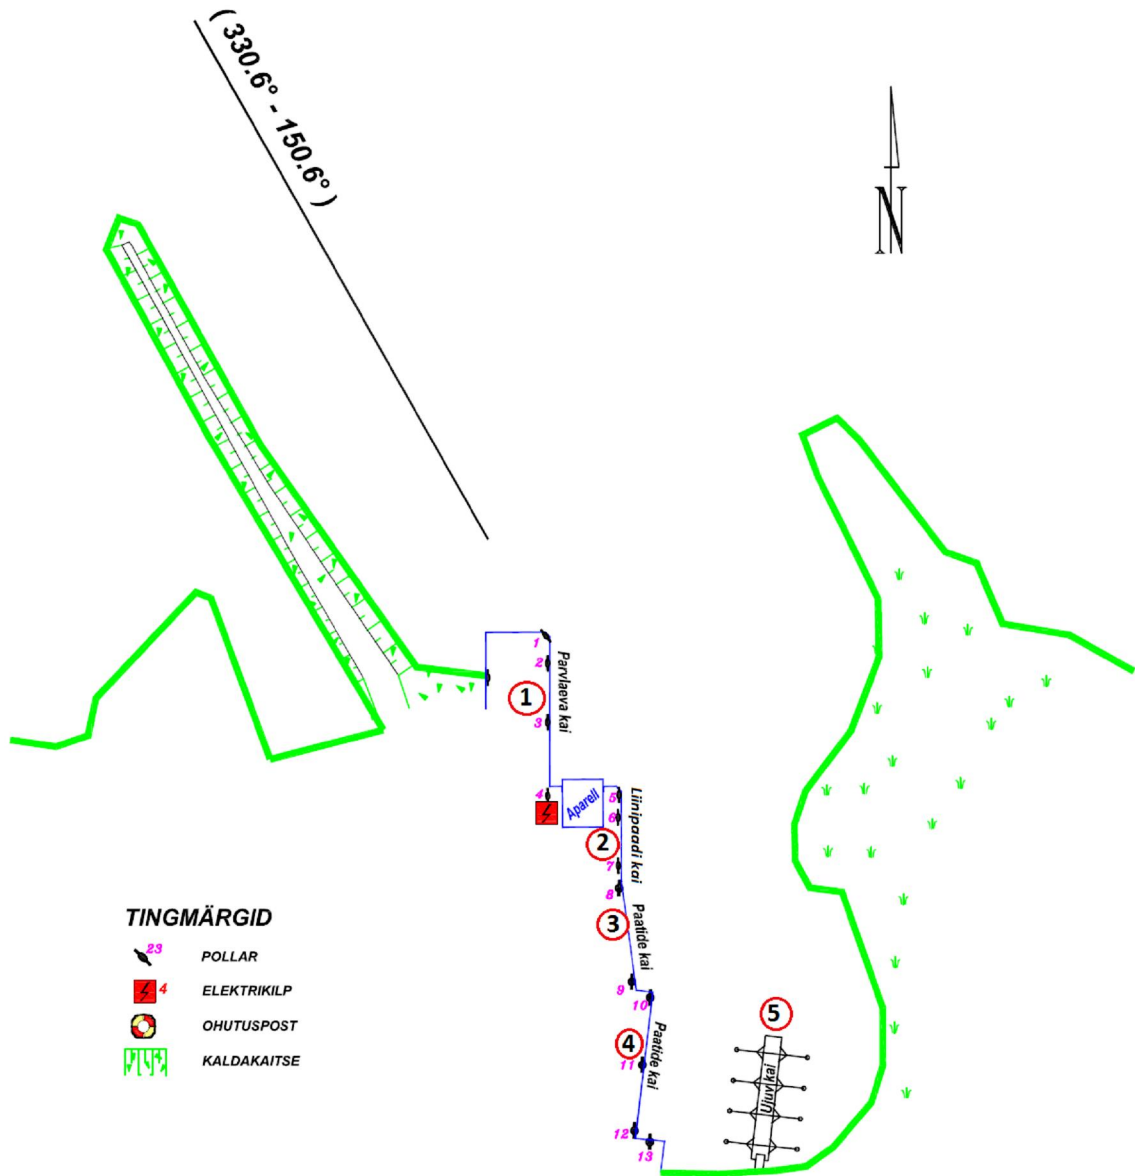 ( 330.6° - 150.6° )
N
1
2
3
1
Parvlaeva kai
4
Aparell
5
6
2
7
8
Liinipaadi kai
3
Paatide kai
9
10
4
11
Paatide kai
12
13
5
Ujuvkai
TINGMÄRGID
23
POLLAR
4
ELEKTRIKILP
OHUTUSPOST
KALDAKAITSE